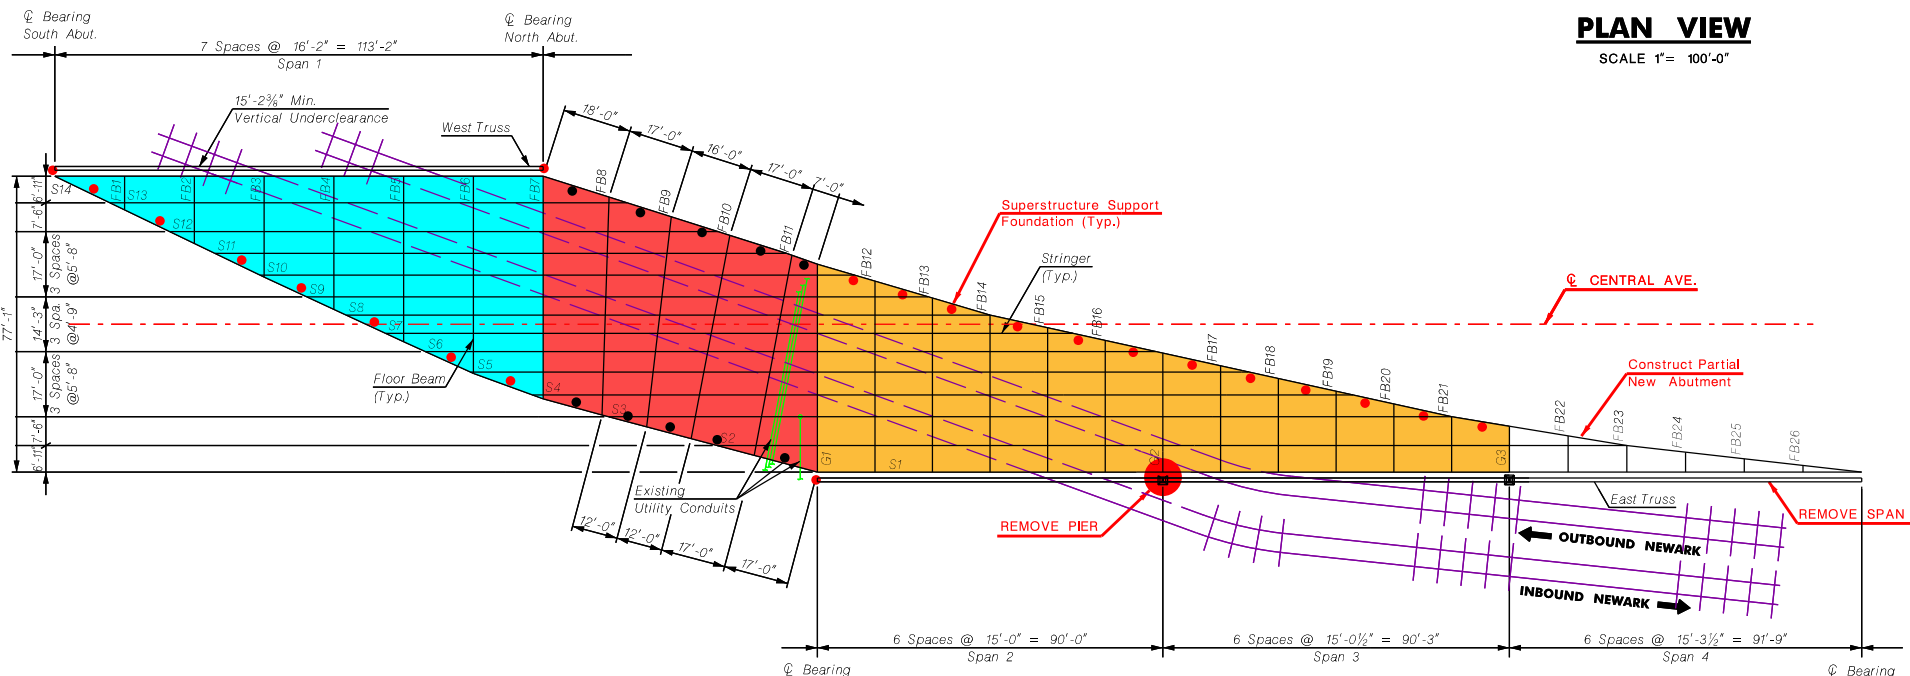 ℄ Bearing
South Abut.
℄ Bearing
North Abut.
PLAN VIEW
SCALE 1"= 100'-0"
7 Spaces @ 16'-2" = 113'-2"
Span 1
15'-2⅜" Min.
Vertical Underclearance
West Truss
18'-0"
17'-0"
16'-0"
17'-0"
7'-0"
S14
FB1
S13
FB2
FB3
FB4
FB5
FB6
FB7
FB8
FB9
FB10
FB11
FB12
FB13
FB14
FB15
FB16
FB17
FB18
FB19
FB20
FB21
FB22
FB23
FB24
FB25
FB26
S12
S11
S10
S9
S8
S7
S6
S5
S4
S3
S2
S1
G1
G2
G3
77'-1"
6'-11"
7'-6"
17'-0"
3 Spaces
@5'-8"
14'-3"
3 Spa.
@4'-9"
17'-0"
3 Spaces
@5'-8"
7'-6"
6'-11"
Superstructure Support
Foundation (Typ.)
Stringer
(Typ.)
℄ CENTRAL AVE.
Floor Beam
(Typ.)
Construct Partial
New Abutment
Existing
Utility Conduits
12'-0"
12'-0"
17'-0"
17'-0"
REMOVE PIER
East Truss
REMOVE SPAN
OUTBOUND NEWARK
INBOUND NEWARK
6 Spaces @ 15'-0" = 90'-0"
Span 2
6 Spaces @ 15'-0½" = 90'-3"
Span 3
6 Spaces @ 15'-3½" = 91'-9"
Span 4
℄ Bearing
℄ Bearing